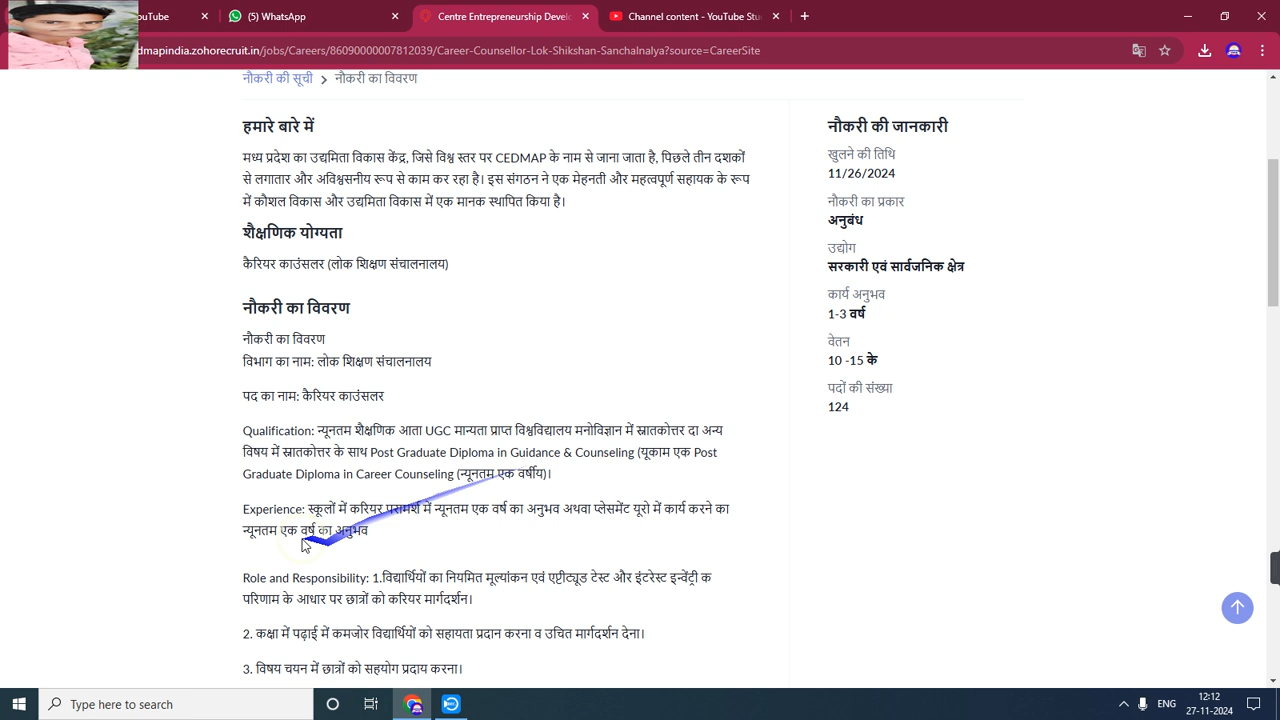 ouTube
(5) WhatsApp
Centre Entrepreneurship Devel
Channel content - YouTube Stu
dmapindia.zohorecruit.in/jobs/Careers/86090000007812039/Career-Counsellor-Lok-Shikshan-Sanchalnalya?source=CareerSite
नौकरी की सूची > नौकरी का विवरण
हमारे बारे में
मध्य प्रदेश का उद्यमिता विकास केंद्र, जिसे विश्व स्तर पर CEDMAP के नाम से जाना जाता है, पिछले तीन दशकों
से लगातार और अविश्वसनीय रूप से काम कर रहा है। इस संगठन ने एक मेहनती और महत्वपूर्ण सहायक के रूप
में कौशल विकास और उद्यमिता विकास में एक मानक स्थापित किया है।
शैक्षणिक योग्यता
कैरियर काउंसलर (लोक शिक्षण संचालनालय)
नौकरी का विवरण
नौकरी का विवरण
विभाग का नाम: लोक शिक्षण संचालनालय
पद का नाम: कैरियर काउंसलर
Qualification: न्यूनतम शैक्षणिक आता UGC मान्यता प्राप्त विश्वविद्यालय मनोविज्ञान में स्नातकोत्तर दा अन्य
विषय में स्नातकोत्तर के साथ Post Graduate Diploma in Guidance & Counseling (यूकाम एक Post
Graduate Diploma in Career Counseling (न्यूनतम एक वर्षीय)।
Experience: स्कूलों में करियर परामर्श में न्यूनतम एक वर्ष का अनुभव अथवा प्लेसमेंट यूरो में कार्य करने का
न्यूनतम एक वर्ष का अनुभव
Role and Responsibility: 1.विद्यार्थियों का नियमित मूल्यांकन एवं एप्टीट्यूड टेस्ट और इंटरेस्ट इन्वेंट्री क
परिणाम के आधार पर छात्रों को करियर मार्गदर्शन।
2. कक्षा में पढ़ाई में कमजोर विद्यार्थियों को सहायता प्रदान करना व उचित मार्गदर्शन देना।
3. विषय चयन में छात्रों को सहयोग प्रदाय करना।
नौकरी की जानकारी
खुलने की तिथि
11/26/2024
नौकरी का प्रकार
अनुबंध
उद्योग
सरकारी एवं सार्वजनिक क्षेत्र
कार्य अनुभव
1-3 वर्ष
वेतन
10 -15 के
पदों की संख्या
124
Type here to search
ENG
12:12
27-11-2024